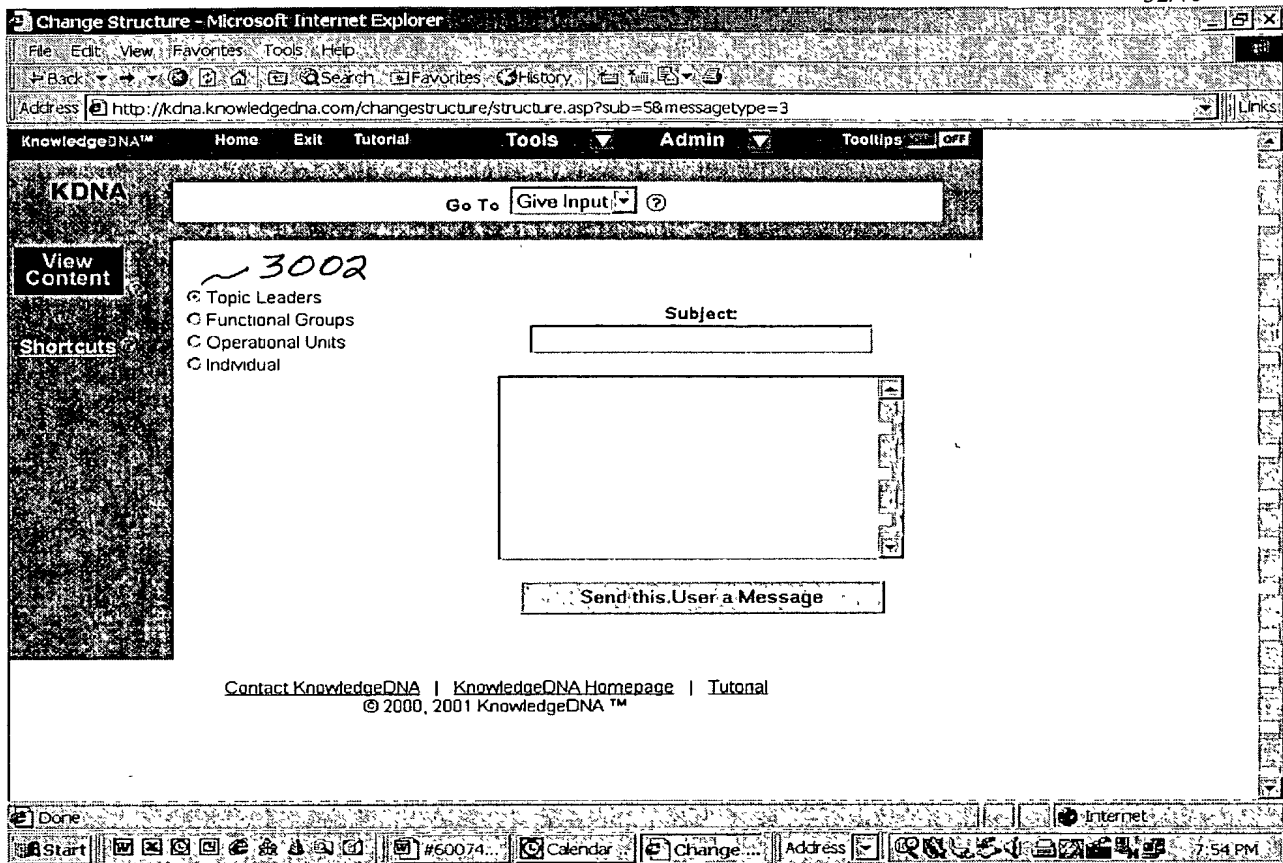 Change Structure - Microsoft Internet Explorer
File Edit View Favorites Tools Help
Back Search Favorites History
Address http://kdna.knowledgedna.com/changestructure/structure.asp?sub=5&messagetype=3 Links
KnowledgeDNA™ Home Exit Tutorial Tools Admin Tooltips OFF
KDNA
Go To Give Input ?
View
Content
~ 3002
Topic Leaders
Functional Groups
Operational Units
Individual
Shortcuts
Subject:
Send this User a Message
Contact KnowledgeDNA | KnowledgeDNA Homepage | Tutorial
© 2000, 2001 KnowledgeDNA ™
Done Internet
Start #60074... Calendar Change ... Address 7:54 PM